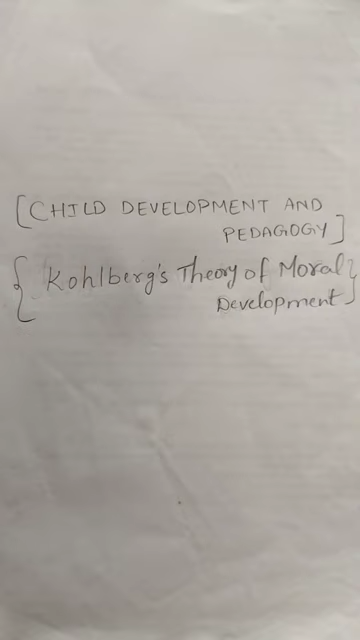 [CHILD DEVELOPMENT AND
PEDAGOGY]
{Kohlberg's Theory of Moral
Development}